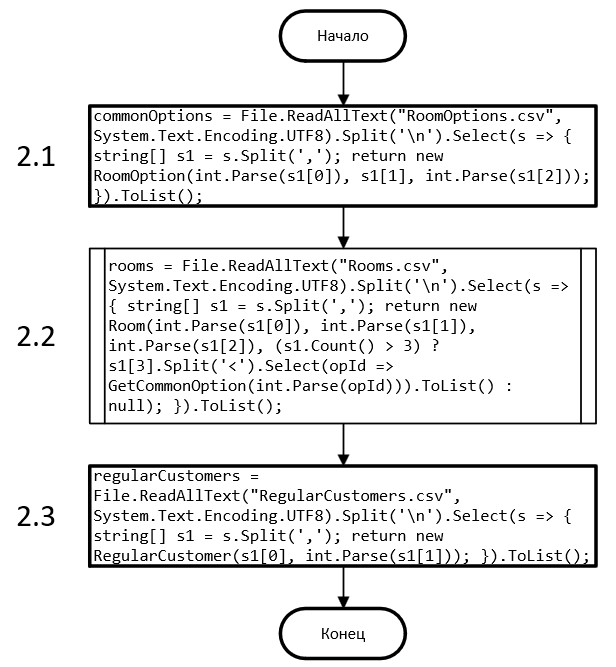 Начало
2.1
commonOptions = File.ReadAllText("RoomOptions.csv",
System.Text.Encoding.UTF8).Split('\n').Select(s => {
string[] s1 = s.Split(','); return new
RoomOption(int.Parse(s1[0]), s1[1], int.Parse(s1[2]));
}).ToList();
2.2
rooms = File.ReadAllText("Rooms.csv",
System.Text.Encoding.UTF8).Split('\n').Select(s =>
{ string[] s1 = s.Split(','); return new
Room(int.Parse(s1[0]), int.Parse(s1[1]),
int.Parse(s1[2]), (s1.Count() > 3) ?
s1[3].Split('<').Select(opId =>
GetCommonOption(int.Parse(opId))).ToList() :
null); }).ToList();
2.3
regularCustomers =
File.ReadAllText("RegularCustomers.csv",
System.Text.Encoding.UTF8).Split('\n').Select(s => {
string[] s1 = s.Split(','); return new
RegularCustomer(s1[0], int.Parse(s1[1])); }).ToList();
Конец